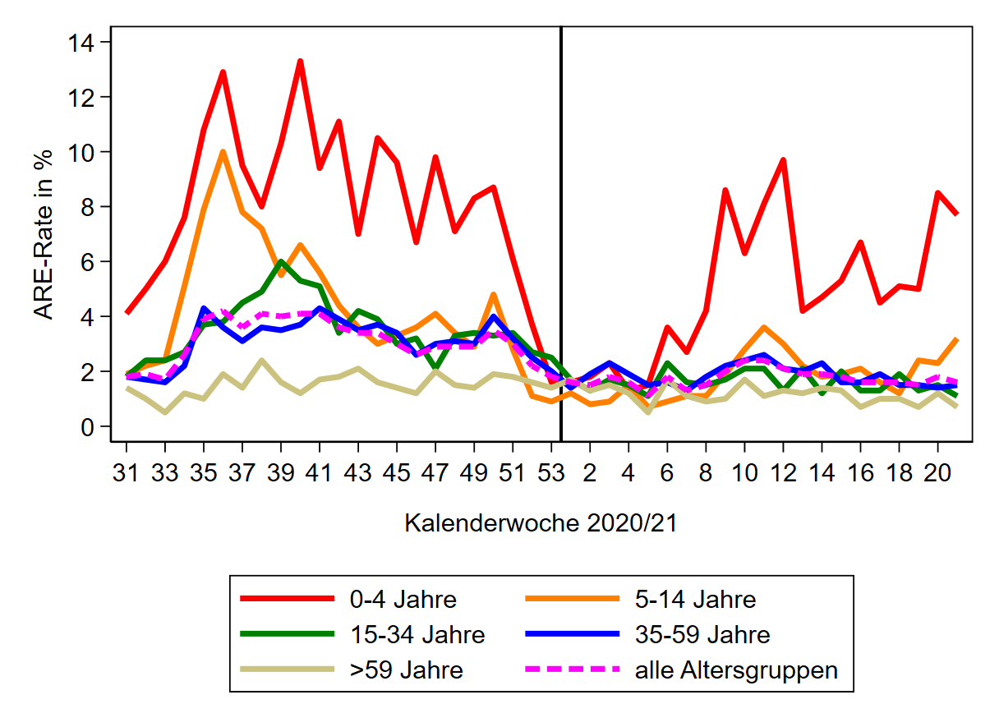 ARE-Rate in %
14
12
10
8
6
4
2
0
31 33 35 37 39 41 43 45 47 49 51 53 2 4 6 8 10 12 14 16 18 20
Kalenderwoche 2020/21
0-4 Jahre 5-14 Jahre
15-34 Jahre 35-59 Jahre
>59 Jahre alle Altersgruppen